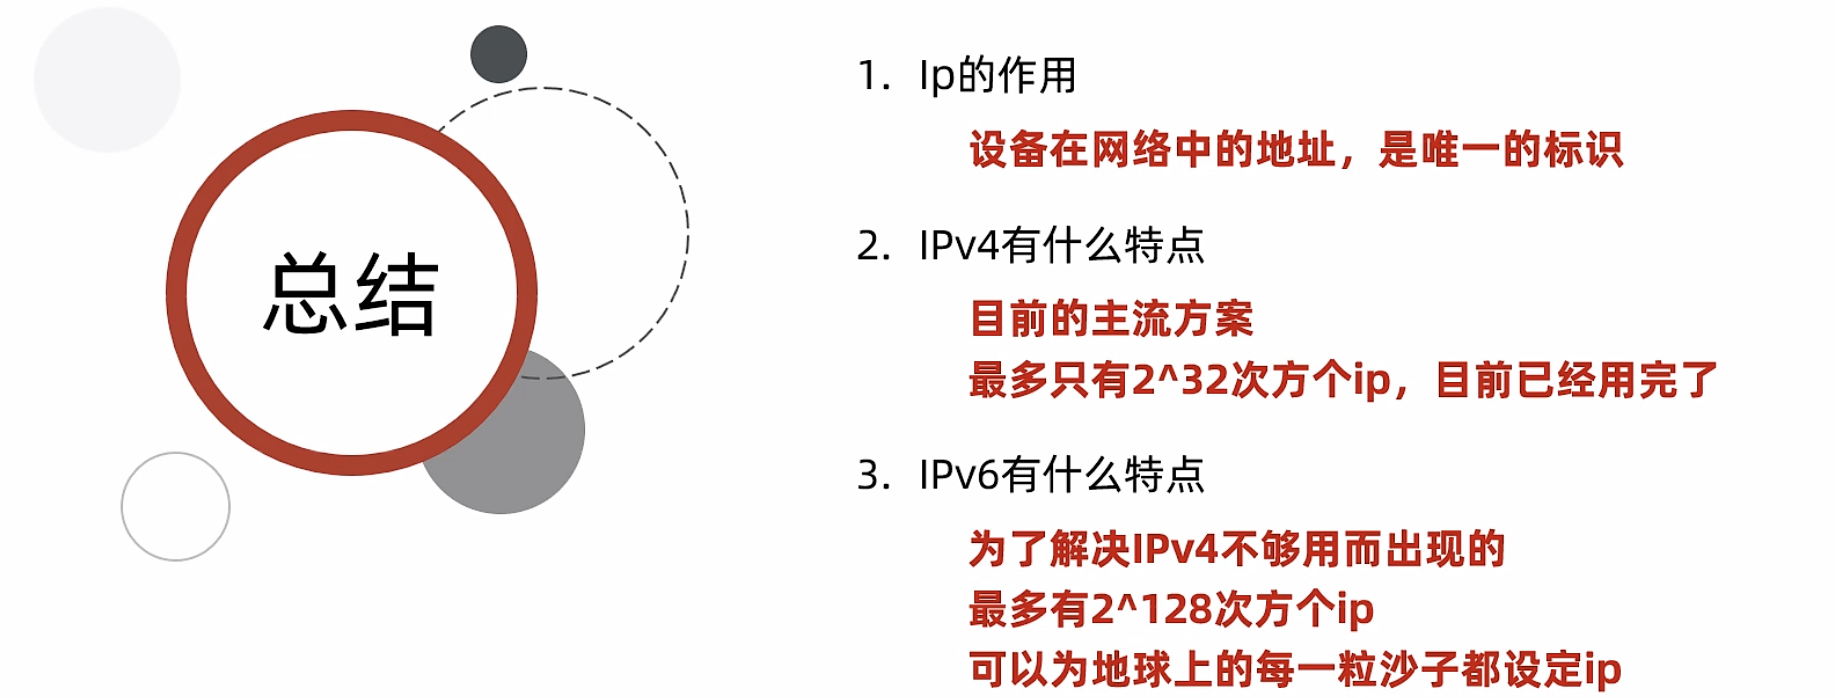 总结
1. Ip的作用
设备在网络中的地址，是唯一的标识
2. IPv4有什么特点
目前的主流方案
最多只有2^32次方个ip，目前已经用完了
3. IPv6有什么特点
为了解决IPv4不够用而出现的
最多有2^128次方个ip
可以为地球上的每一粒沙子都设定ip